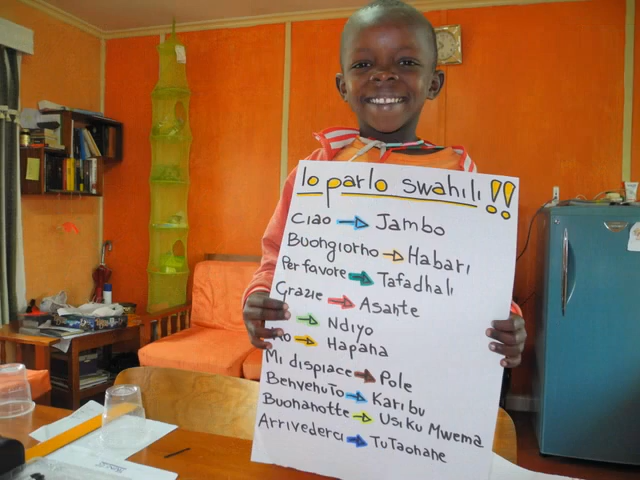 Io parlo swahili!!
Ciao → Jambo
Buongiorno → Habari
Per favore → Tafadhali
Grazie → Asante
→ Ndiyo
→ Hapana
Mi dispiace → Pole
Benvenuto → Karibu
Buonanotte → Usiku Mwema
Arrivederci → TuTaonane